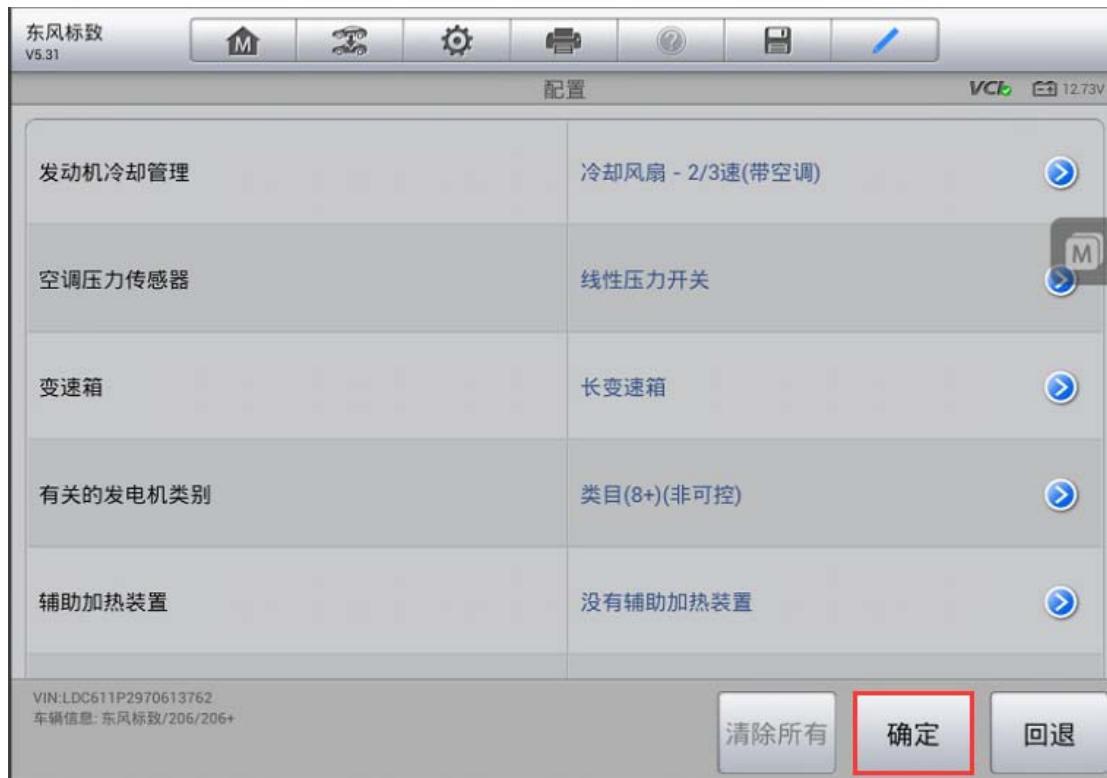 东风标致
V5.31
M
配置
VCI 12.73V
发动机冷却管理 冷却风扇 - 2/3速(带空调)
M
空调压力传感器 线性压力开关
变速箱 长变速箱
有关的发电机类别 类目(8+)(非可控)
辅助加热装置 没有辅助加热装置
VIN:LDC611P2970613762
车辆信息: 东风标致/206/206+
清除所有 确定 回退